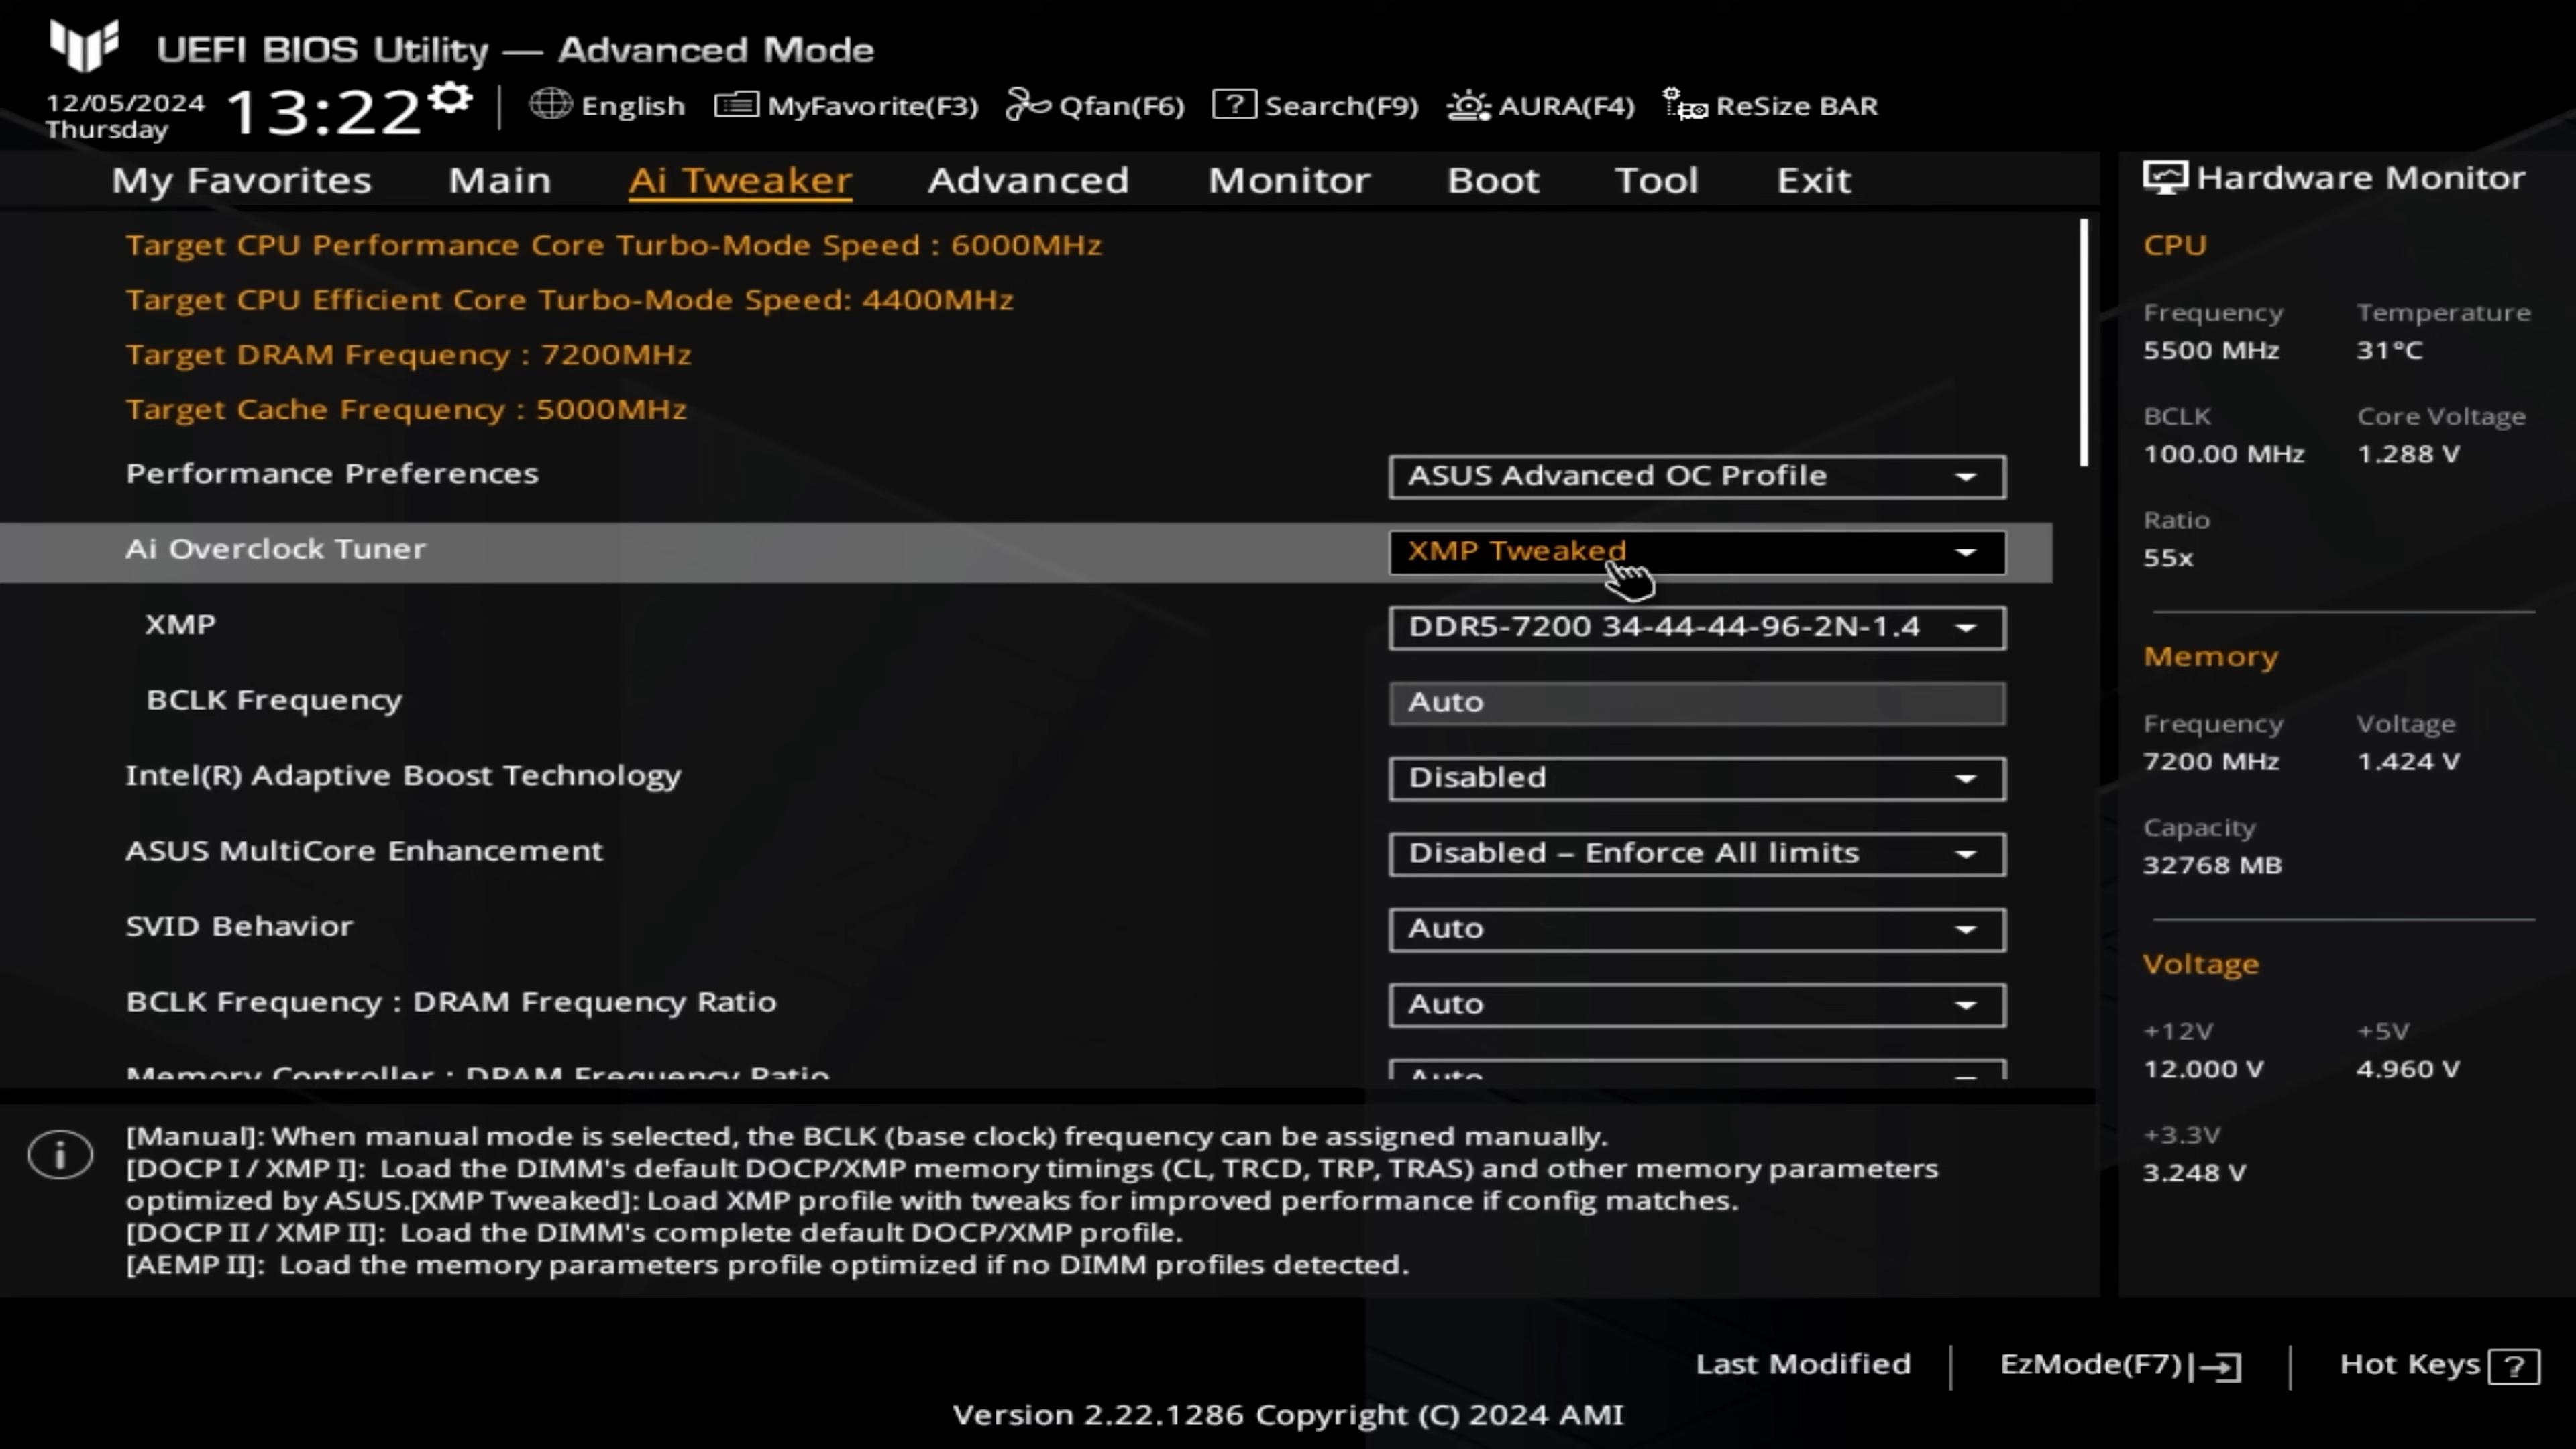 UEFI BIOS Utility — Advanced Mode
12/05/2024
Thursday
13:22
English
MyFavorite(F3)
Qfan(F6)
? Search(F9)
AURA(F4)
ReSize BAR
My Favorites Main Ai Tweaker Advanced Monitor Boot Tool Exit
Target CPU Performance Core Turbo-Mode Speed : 6000MHz
Target CPU Efficient Core Turbo-Mode Speed: 4400MHz
Target DRAM Frequency : 7200MHz
Target Cache Frequency : 5000MHz
Performance Preferences ASUS Advanced OC Profile
Ai Overclock Tuner XMP Tweaked
XMP DDR5-7200 34-44-44-96-2N-1.4
BCLK Frequency Auto
Intel(R) Adaptive Boost Technology Disabled
ASUS MultiCore Enhancement Disabled – Enforce All limits
SVID Behavior Auto
BCLK Frequency : DRAM Frequency Ratio Auto
Memory Controller : DRAM Frequency Ratio Auto
[Manual]: When manual mode is selected, the BCLK (base clock) frequency can be assigned manually.
[DOCP I / XMP I]: Load the DIMM's default DOCP/XMP memory timings (CL, TRCD, TRP, TRAS) and other memory parameters
optimized by ASUS.[XMP Tweaked]: Load XMP profile with tweaks for improved performance if config matches.
[DOCP II / XMP II]: Load the DIMM's complete default DOCP/XMP profile.
[AEMP II]: Load the memory parameters profile optimized if no DIMM profiles detected.
Hardware Monitor
CPU
Frequency Temperature
5500 MHz 31°C
BCLK Core Voltage
100.00 MHz 1.288 V
Ratio
55x
Memory
Frequency Voltage
7200 MHz 1.424 V
Capacity
32768 MB
Voltage
+12V +5V
12.000 V 4.960 V
+3.3V
3.248 V
Last Modified
EzMode(F7)
Hot Keys ?
Version 2.22.1286 Copyright (C) 2024 AMI